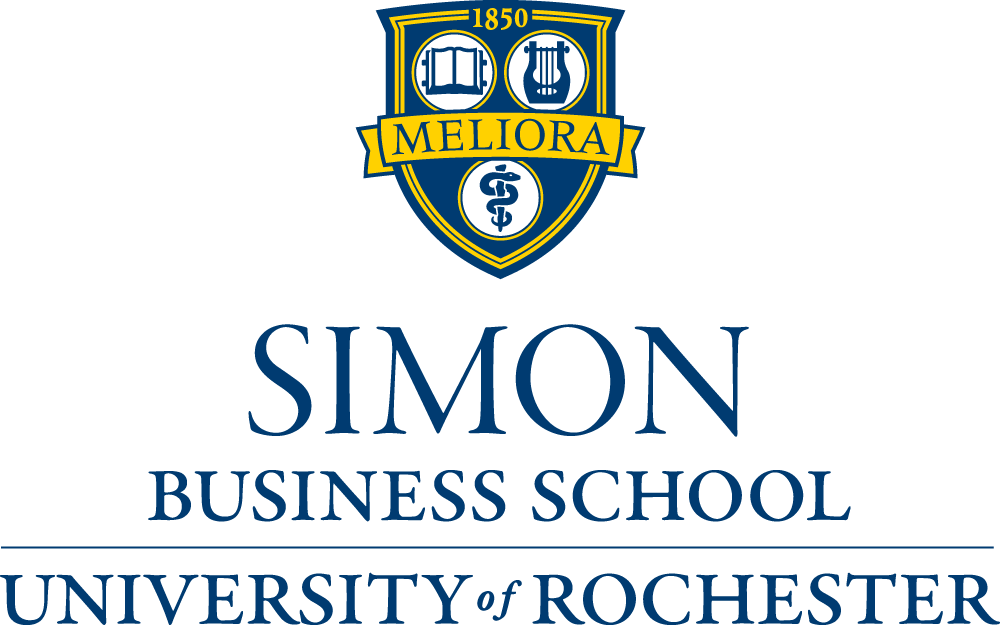 1850
MELIORA
SIMON
BUSINESS SCHOOL
UNIVERSITY of ROCHESTER